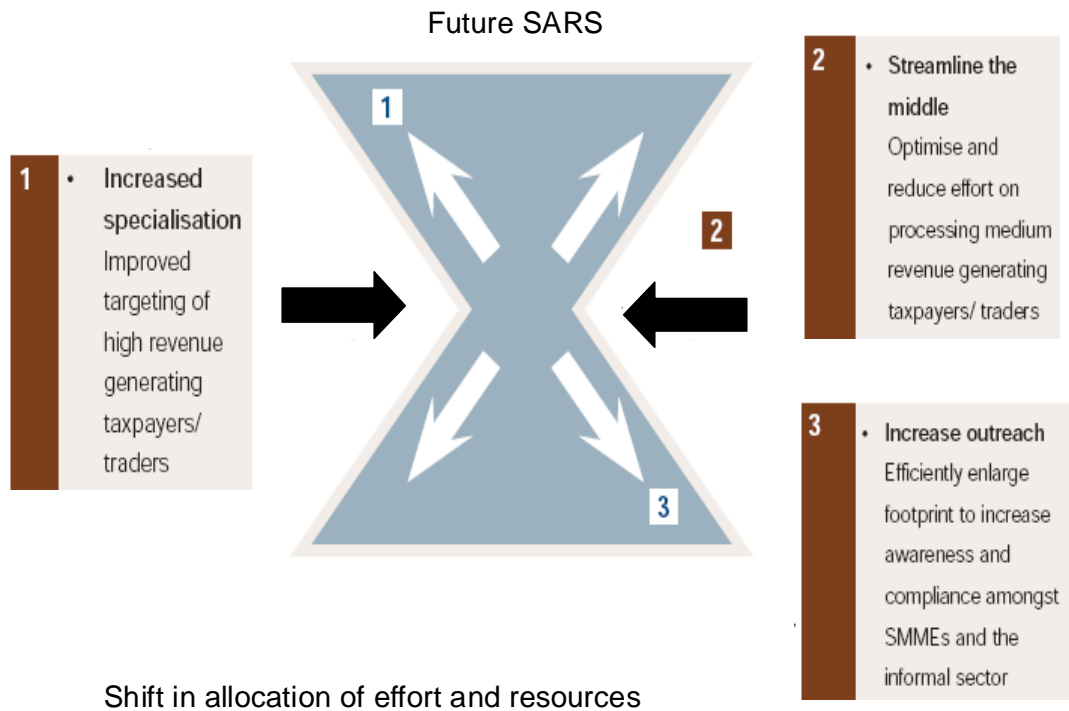 Future SARS
1
1
• Increased
specialisation
Improved
targeting of
high revenue
generating
taxpayers/
traders
2
2
• Streamline the
middle
Optimise and
reduce effort on
processing medium
revenue generating
taxpayers/ traders
3
3
• Increase outreach
Efficiently enlarge
footprint to increase
awareness and
compliance amongst
SMMEs and the
informal sector
Shift in allocation of effort and resources